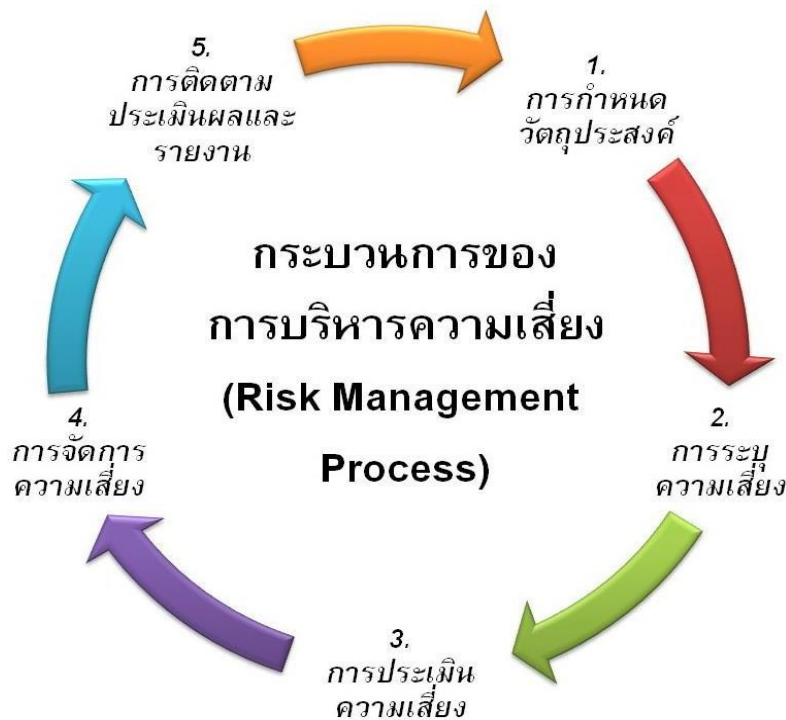 กระบวนการของ
การบริหารความเสี่ยง
(Risk Management
Process)
1.
การกำหนด
วัตถุประสงค์
2.
การระบุ
ความเสี่ยง
3.
การประเมิน
ความเสี่ยง
4.
การจัดการ
ความเสี่ยง
5.
การติดตาม
ประเมินผลและ
รายงาน